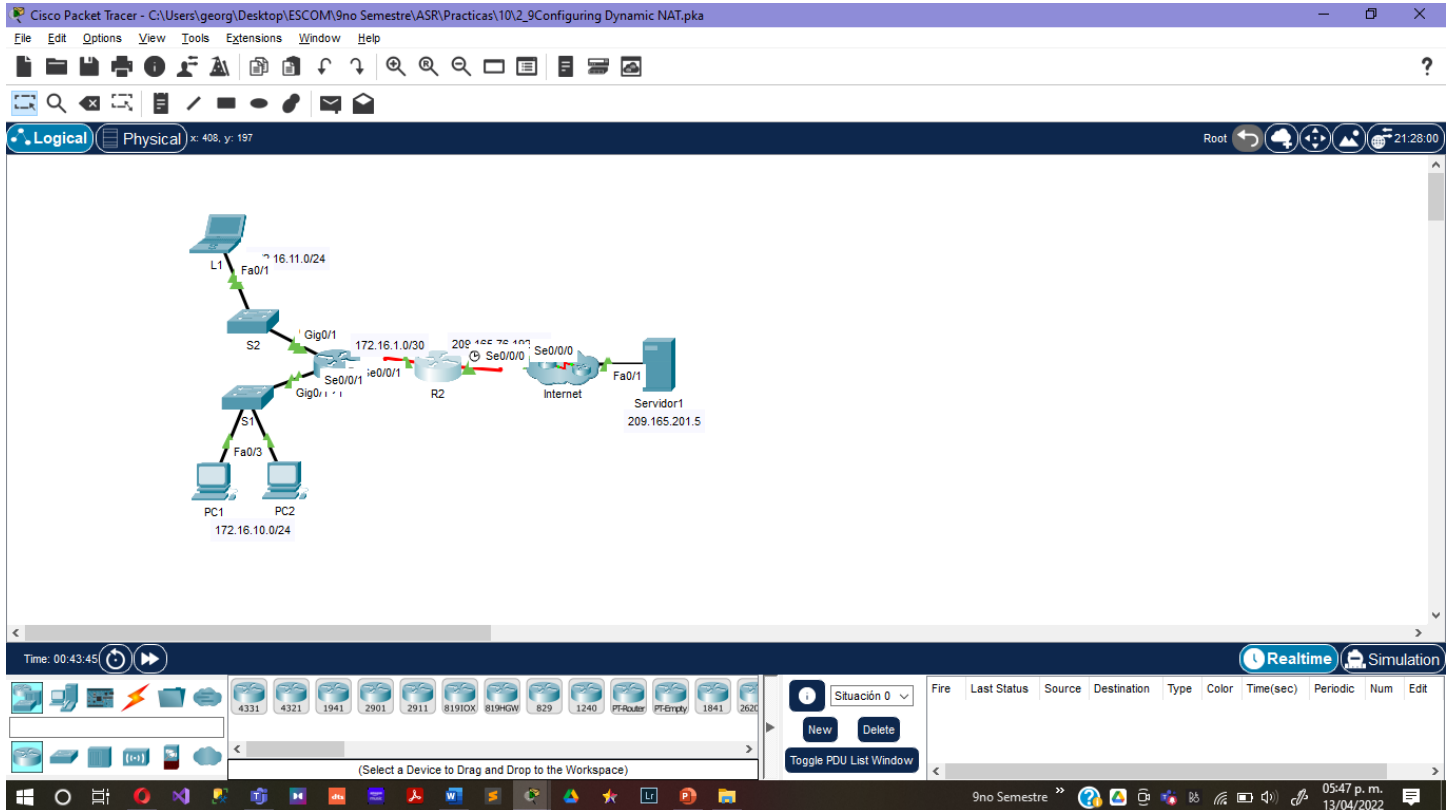 Cisco Packet Tracer - C:\Users\georg\Desktop\ESCOM\9no Semestre\ASR\Practicas\10\2_9Configuring Dynamic NAT.pka
File Edit Options View Tools Extensions Window Help
?
Logical Physical x: 408, y: 197 Root 21:28:00
16.11.0/24
L1 Fa0/1
Gig0/1
S2 172.16.1.0/30 Se0/0/0 Se0/0/0
Se0/0/1 Fa0/1
R2 Internet Servidor1
S1 209.165.201.5
Fa0/3
PC1 PC2
172.16.10.0/24
Time: 00:43:45 Realtime Simulation
4331 4321 1941 2901 2911 819IOX 819HGW 829 1240 PT-Router PT-Empty 1841
Situación 0
New Delete
Toggle PDU List Window
Fire Last Status Source Destination Type Color Time(sec) Periodic Num Edit
(Select a Device to Drag and Drop to the Workspace)
9no Semestre » 05:47 p. m.
13/04/2022